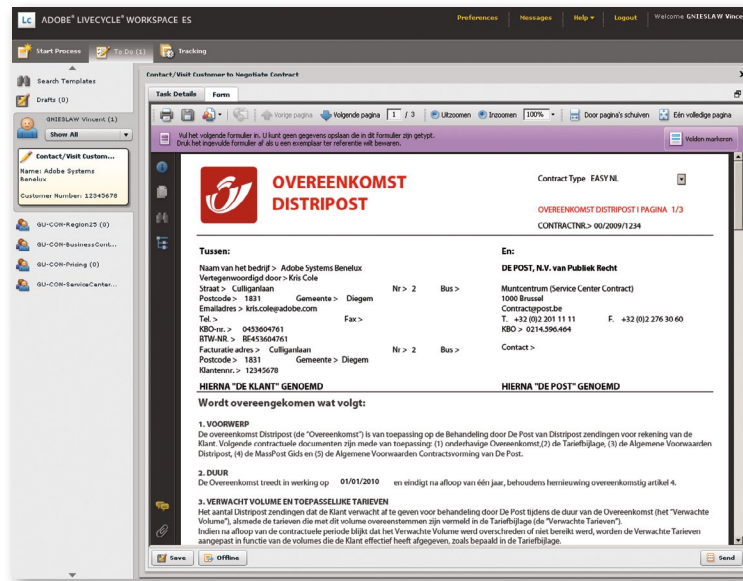 Lc ADOBE® LIVECYCLE® WORKSPACE ES
Preferences Messages Help Logout Welcome GNIESLAW Vince
Start Process To Do (1) Tracking
Search Templates
Drafts (0)
GNIESLAW Vincent (1)
Show All
Contact/Visit Custom...
Name: Adobe Systems
Benelux
Customer Number: 12345678
GU-CON-Region25 (0)
GU-CON-BusinessCont...
GU-CON-Pricing (0)
GU-CON-ServiceCenter...
Contact/Visit Customer to Negotiate Contract
Task Details Form
Vorige pagina Volgende pagina 1 / 3 Uitzoomen Inzoomen 100% Door pagina's schuiven Eén volledige pagina
Vul het volgende formulier in. U kunt geen gegevens opslaan die in dit formulier zijn getypt.
Druk het ingevulde formulier af als u een exemplaar ter referentie wilt bewaren.
Velden markeren
OVEREENKOMST
DISTRIPOST
Contract Type EASY NL
OVEREENKOMST DISTRIPOST I PAGINA 1/3
CONTRACTNR.> 00/2009/1234
Tussen:
Naam van het bedrijf > Adobe Systems Benelux
Vertegenwoordigd door > Kris Cole
Straat > Culliganlaan Nr > 2 Bus >
Postcode > 1831 Gemeente > Diegem
Emailadres > kris.cole@adobe.com
Tel. > Fax >
KBO-nr. > 0453604761
BTW-NR. > BE453604761
Facturatie adres > Culliganlaan Nr > 2 Bus >
Postcode > 1831 Gemeente > Diegem
Klantennr. > 12345678
HIERNA "DE KLANT" GENOEMD
En:
DE POST, N.V. van Publiek Recht
Muntcentrum (Service Center Contract)
1000 Brussel
Contract@post.be
T. +32 (0)2 201 11 11 F. +32 (0)2 276 30 60
KBO > 0214.596.464
Contact >
HIERNA "DE POST" GENOEMD
Wordt overeengekomen wat volgt:
1. VOORWERP
De overeenkomst Distripost (de "Overeenkomst") is van toepassing op de Behandeling door De Post van Distripost zendingen voor rekening van de
Klant. Volgende contractuele documenten zijn mede van toepassing: (1) onderhavige Overeenkomst,(2) de Tariefbijlage, (3) de Algemene Voorwaarden
Distripost, (4) de MassPost Gids en (5) de Algemene Voorwaarden Contractsvorming van De Post.
2. DUUR
De Overeenkomst treedt in werking op 01/01/2010 en eindigt na afloop van één jaar, behoudens hernieuwing overeenkomstig artikel 4.
3. VERWACHT VOLUME EN TOEPASSELIJKE TARIEVEN
Het aantal Distripost zendingen dat de Klant verwacht af te geven voor behandeling door De Post tijdens de duur van de Overeenkomst (het "Verwachte
Volume"), alsmede de tarieven die met dit volume overeenstemmen zijn vermeld in de Tariefbijlage (de "Verwachte Tarieven").
Indien na afloop van de contractuele periode blijkt dat het Verwachte Volume werd overschreden of niet bereikt werd, worden de Verwachte Tarieven
aangepast in functie van de volumes die de Klant effectief heeft afgegeven, zoals bepaald in de Tariefbijlage.
Save Offline Send